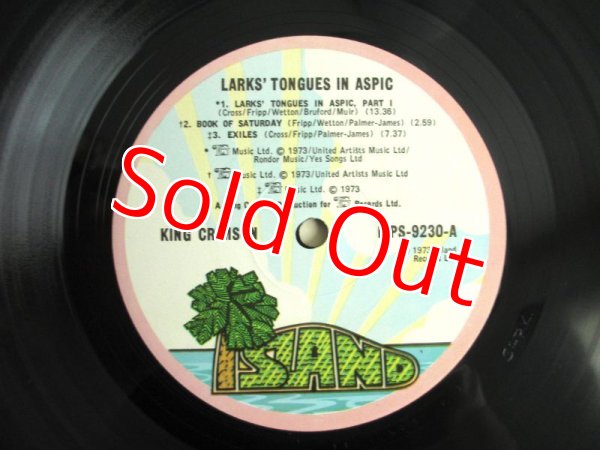 LARKS' TONGUES IN ASPIC
*1. LARKS' TONGUES IN ASPIC, PART I
(Cross/Fripp/Wetton/Bruford/Muir) (13.36)
†2. BOOK OF SATURDAY (Fripp/Wetton/Palmer-James) (2.59)
‡3. EXILES (Cross/Fripp/Palmer-James) (7.37)
* Music Ltd. © 1973/United Artists Music Ltd/
Rondor Music/Yes Songs Ltd
† Music Ltd. © 1973/United Artists Music Ltd
‡ Music Ltd. © 1973
for Records Ltd.
KING -9230-A
Sold Out
ISLAND